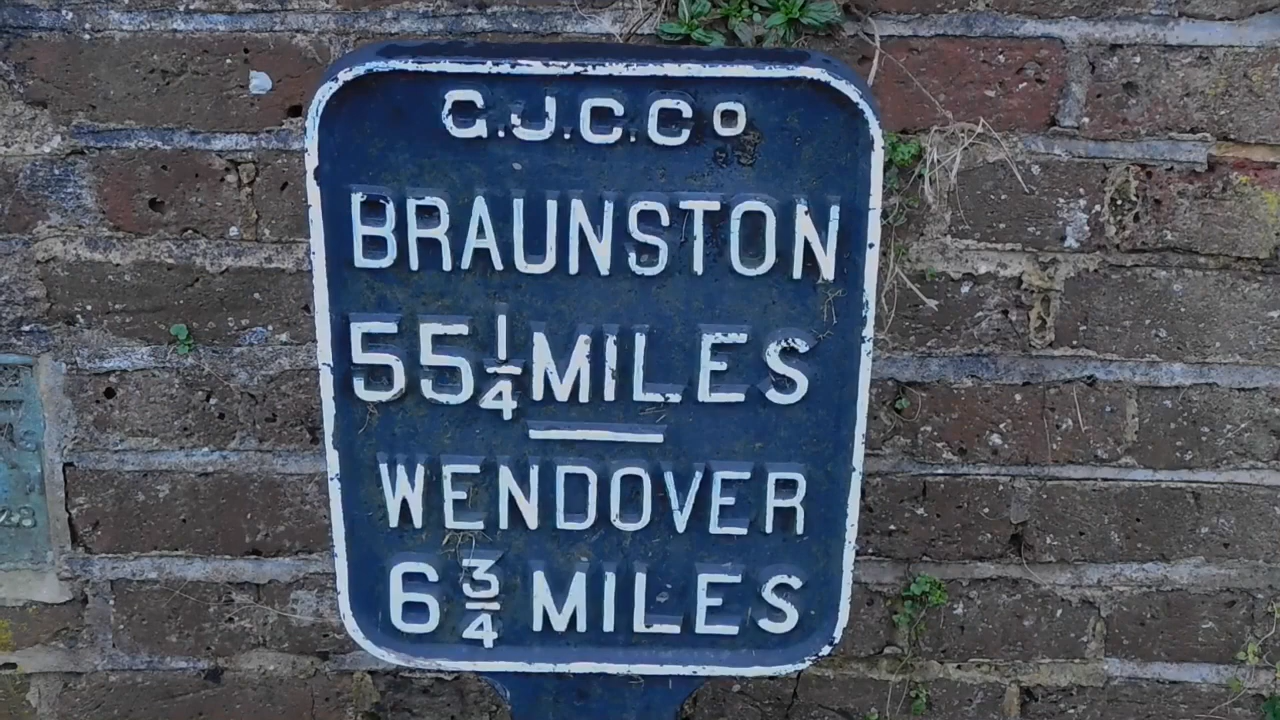 G.J.C.Co
BRAUNSTON
55¼ MILES
WENDOVER
6¾ MILES